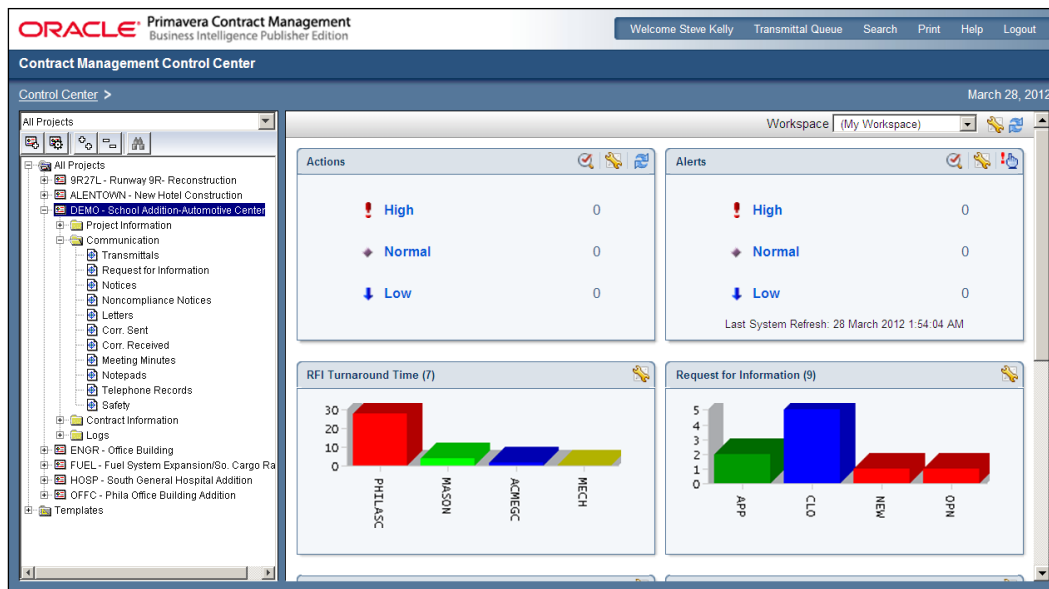 ORACLE® Primavera Contract Management
Business Intelligence Publisher Edition
Welcome Steve Kelly Transmittal Queue Search Print Help Logout
Contract Management Control Center
Control Center >
March 28, 2012
All Projects
All Projects
9R27L - Runway 9R- Reconstruction
ALENTOWN - New Hotel Construction
DEMO - School Addition-Automotive Center
Project Information
Communication
Transmittals
Request for Information
Notices
Noncompliance Notices
Letters
Corr. Sent
Corr. Received
Meeting Minutes
Notepads
Telephone Records
Safety
Contract Information
Logs
ENGR - Office Building
FUEL - Fuel System Expansion/So. Cargo Ra
HOSP - South General Hospital Addition
OFFC - Phila Office Building Addition
Templates
Workspace (My Workspace)
Actions
High 0
Normal 0
Low 0
Alerts
High 0
Normal 0
Low 0
Last System Refresh: 28 March 2012 1:54:04 AM
RFI Turnaround Time (7)
30
20
10
0
PHILASC
MASON
ACMEGC
MECH
Request for Information (9)
5
4
3
2
1
0
APP
CLO
NEW
OPN